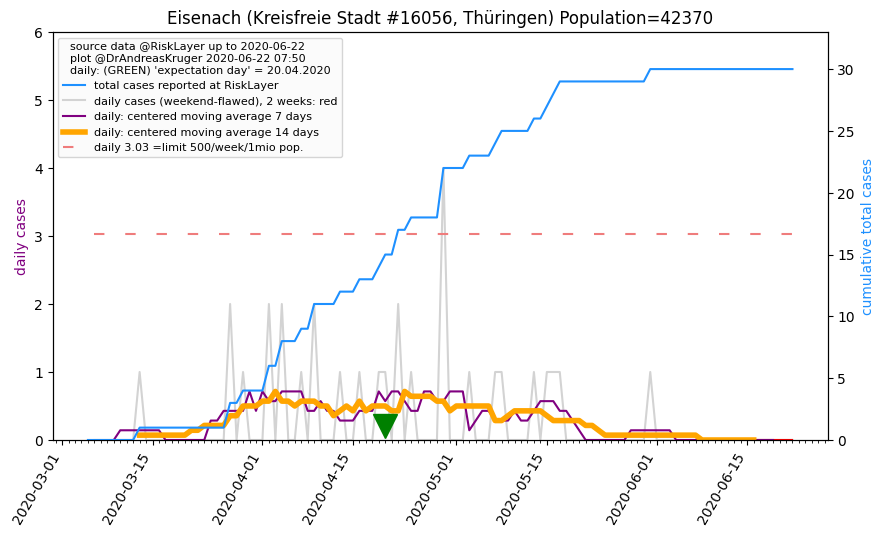 Eisenach (Kreisfreie Stadt #16056, Thüringen) Population=42370
source data @RiskLayer up to 2020-06-22
plot @DrAndreasKruger 2020-06-22 07:50
daily: (GREEN) 'expectation day' = 20.04.2020
total cases reported at RiskLayer
daily cases (weekend-flawed), 2 weeks: red
daily: centered moving average 7 days
daily: centered moving average 14 days
daily 3.03 =limit 500/week/1mio pop.
daily cases
6
5
4
3
2
1
0
cumulative total cases
30
25
20
15
10
5
0
2020-03-01
2020-03-15
2020-04-01
2020-04-15
2020-05-01
2020-05-15
2020-06-01
2020-06-15